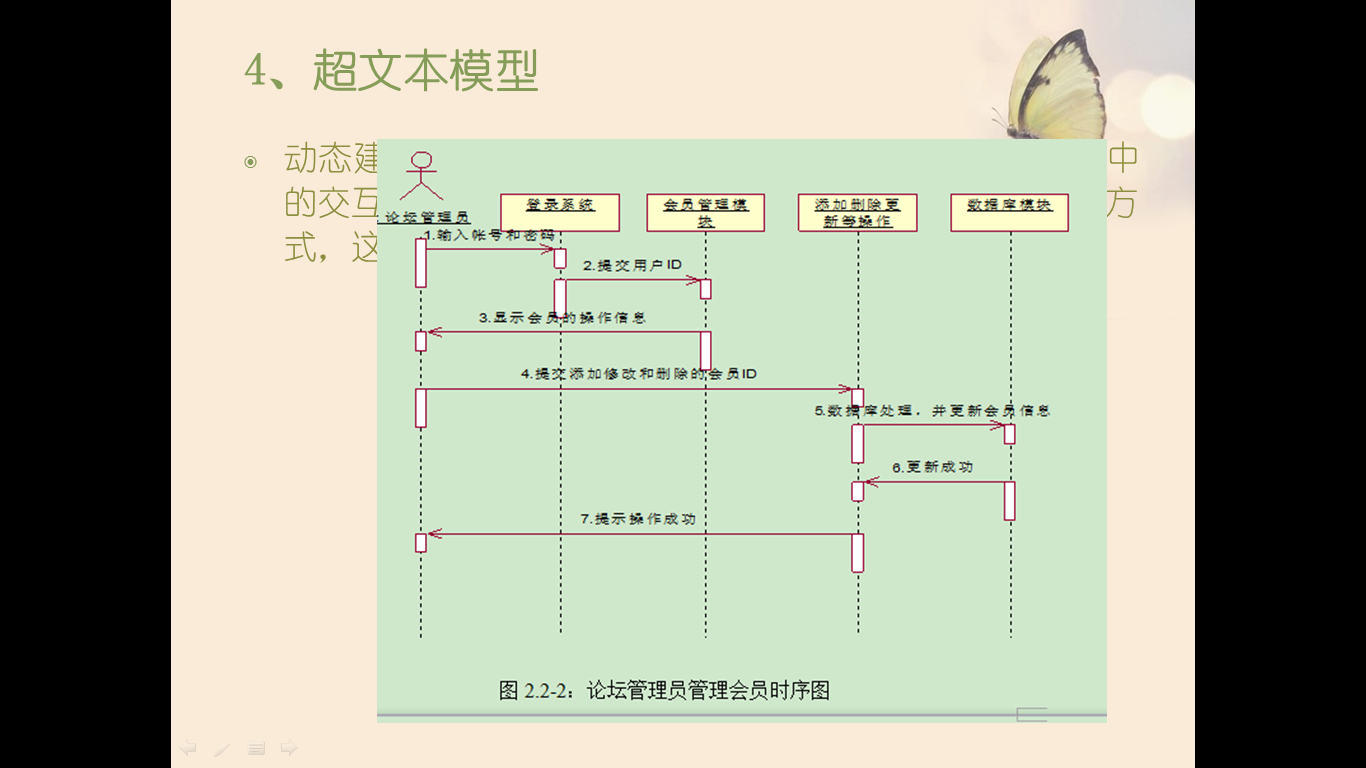 4、超文本模型
动态建
中
的交互
方
式，这
论坛管理员
登录系统
会员管理模
块
添加删除更
新等操作
数据库模块
1.输入帐号和密码
2.提交用户ID
3.显示会员的操作信息
4.提交添加修改和删除的会员ID
5.数据库处理，并更新会员信息
6.更新成功
7.提示操作成功
图 2.2-2：论坛管理员管理会员时序图